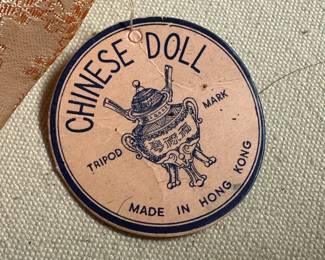 CHINESE DOLL
TRIPOD MARK
MADE IN HONG KONG